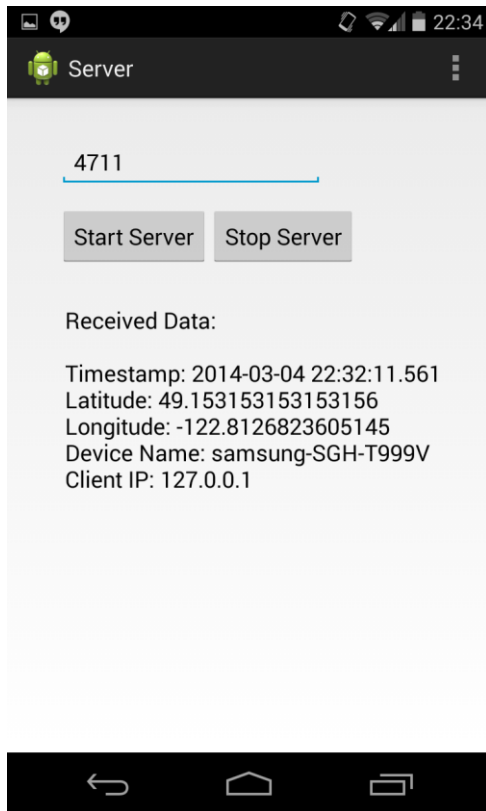 22:34
Server
4711
Start Server Stop Server
Received Data:
Timestamp: 2014-03-04 22:32:11.561
Latitude: 49.153153153153156
Longitude: -122.8126823605145
Device Name: samsung-SGH-T999V
Client IP: 127.0.0.1